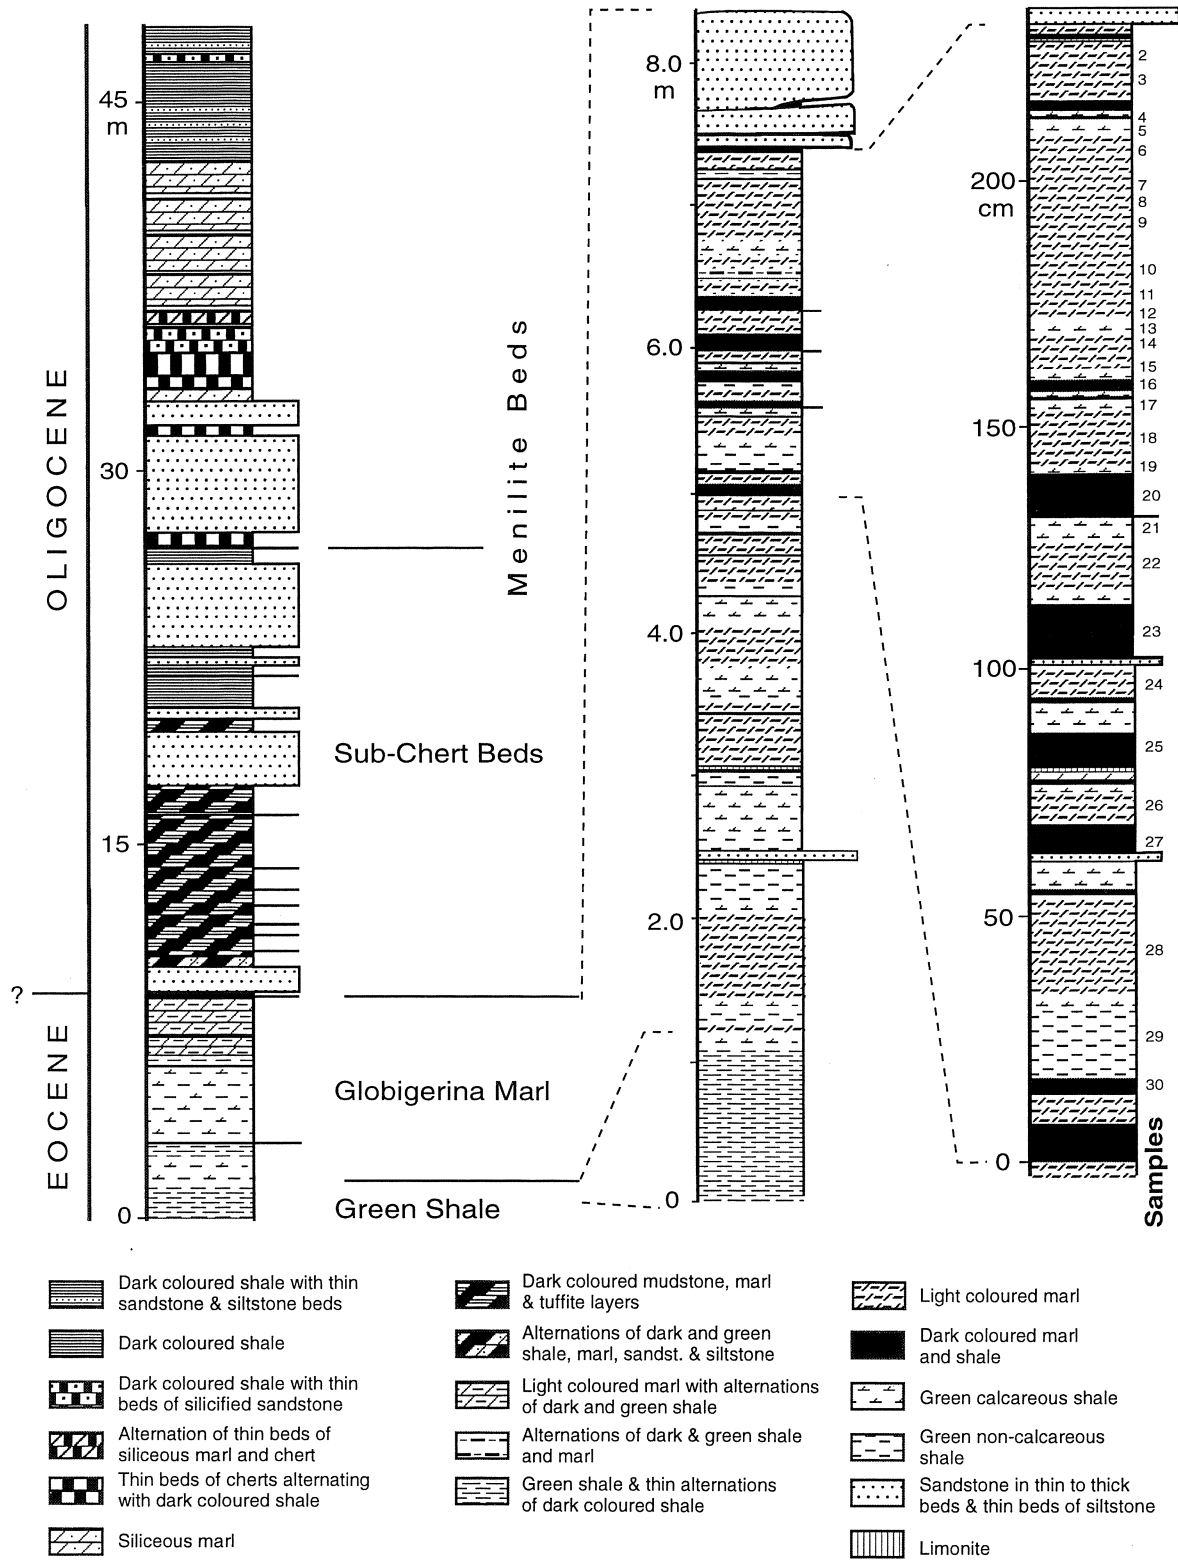 OLIGOCENE
EOCENE
?
45
m
30
15
0
Menilite Beds
Sub-Chert Beds
Globigerina Marl
Green Shale
8.0
m
6.0
4.0
2.0
0
200
cm
150
100
50
0
2
3
4
5
6
7
8
9
10
11
12
13
14
15
16
17
18
19
20
21
22
23
24
25
26
27
28
29
30
Samples
Dark coloured shale with thin
sandstone & siltstone beds
Dark coloured shale
Dark coloured shale with thin
beds of silicified sandstone
Alternation of thin beds of
siliceous marl and chert
Thin beds of cherts alternating
with dark coloured shale
Siliceous marl
Dark coloured mudstone, marl
& tuffite layers
Alternations of dark and green
shale, marl, sandst. & siltstone
Light coloured marl with alternations
of dark and green shale
Alternations of dark & green shale
and marl
Green shale & thin alternations
of dark coloured shale
Light coloured marl
Dark coloured marl
and shale
Green calcareous shale
Green non-calcareous
shale
Sandstone in thin to thick
beds & thin beds of siltstone
Limonite